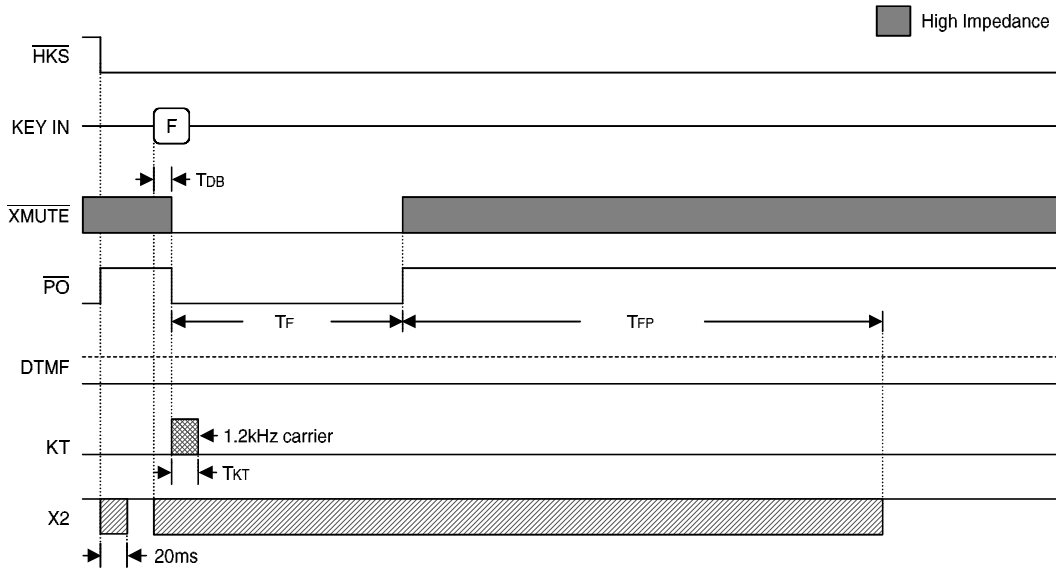 High Impedance
HKS
KEY IN
F
TDB
XMUTE
PO
TF
TFP
DTMF
KT
1.2kHz carrier
TKT
X2
20ms